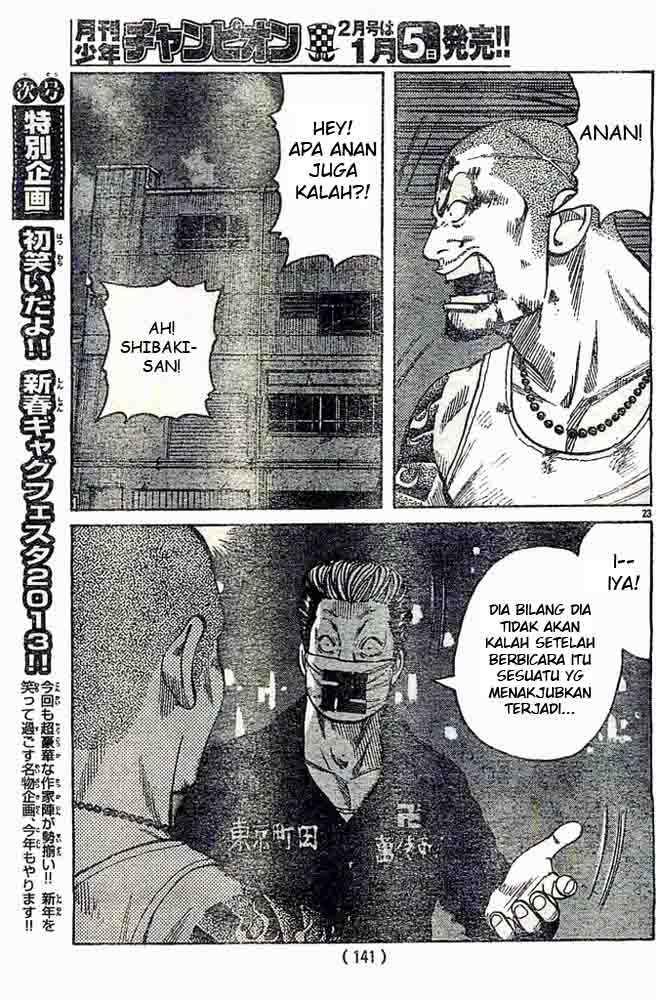 月刊
少年
チャンピオン
2月号は
1月5日発売!!
次号
特別企画
初笑いだよ!!
新春ギャグフェスタ2013!!
今回も超豪華な作家陣が勢揃い!! 新年を
笑って過ごす名物企画、今年もやります!!
ANAN!
HEY!
APA ANAN
JUGA
KALAH?!
AH!
SHIBAKI-
SAN!
23
I--
IYA!
DIA BILANG DIA
TIDAK AKAN
KALAH SETELAH
BERBICARA ITU
SESUATU YG
MENAKJUBKAN
TERJADI...
東京町田
卍
(141)